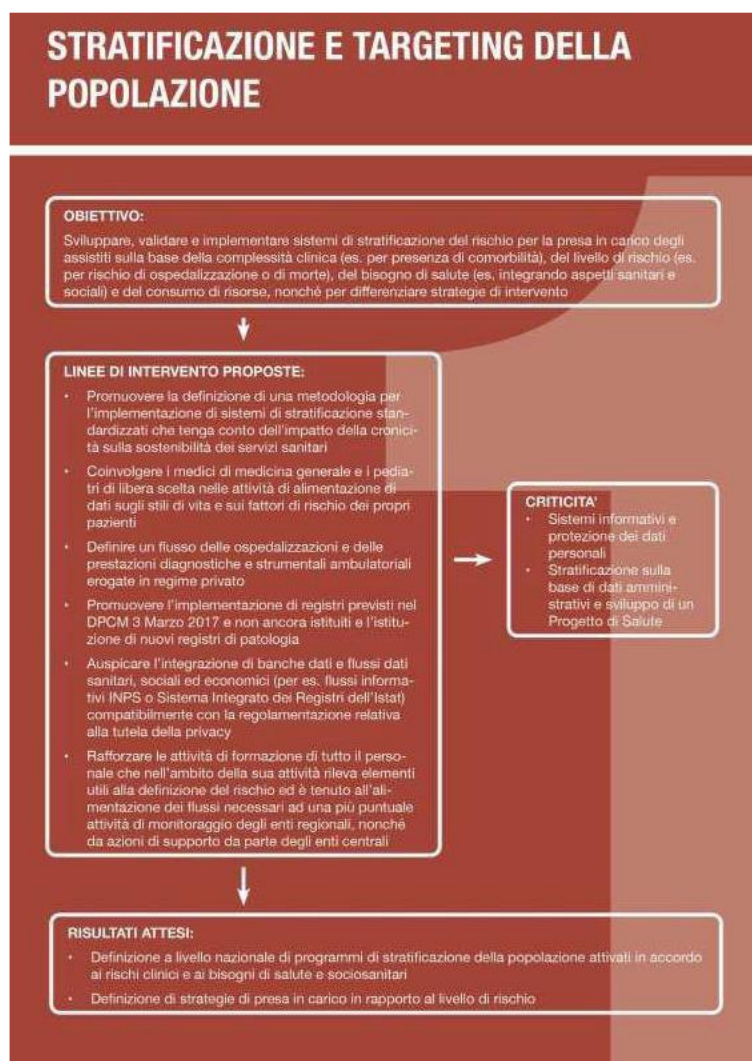 STRATIFICAZIONE E TARGETING DELLA
POPOLAZIONE
OBIETTIVO:
Sviluppare, validare e implementare sistemi di stratificazione del rischio per la presa in carico degli
assistiti sulla base della complessità clinica (es. per presenza di comorbilità), del livello di rischio (es.
per rischio di ospedalizzazione o di morte), del bisogno di salute (es, integrando aspetti sanitari e
sociali) e del consumo di risorse, nonché per differenziare strategie di intervento
LINEE DI INTERVENTO PROPOSTE:
• Promuovere la definizione di una metodologia per
l'implementazione di sistemi di stratificazione stan-
dardizzati che tenga conto dell'impatto della cronici-
tà sulla sostenibilità dei servizi sanitari
• Coinvolgere i medici di medicina generale e i pedia-
tri di libera scelta nelle attività di alimentazione di
dati sugli stili di vita e sui fattori di rischio dei propri
pazienti
• Definire un flusso delle ospedalizzazioni e delle
prestazioni diagnostiche e strumentali ambulatoriali
erogate in regime privato
• Promuovere l'implementazione di registri previsti nel
DPCM 3 Marzo 2017 e non ancora istituiti e l'istitu-
zione di nuovi registri di patologia
• Auspicare l'integrazione di banche dati e flussi dati
sanitari, sociali ed economici (per es. flussi informa-
tivi INPS o Sistema Integrato dei Registri dell'Istat)
compatibilmente con la regolamentazione relativa
alla tutela della privacy
• Rafforzare le attività di formazione di tutto il perso-
nale che nell'ambito della sua attività rileva elementi
utili alla definizione del rischio ed è tenuto all'ali-
mentazione dei flussi necessari ad una più puntuale
attività di monitoraggio degli enti regionali, nonché
da azioni di supporto da parte degli enti centrali
CRITICITA'
• Sistemi informativi e
protezione dei dati
personali
• Stratificazione sulla
base di dati ammini-
strativi e sviluppo di un
Progetto di Salute
RISULTATI ATTESI:
• Definizione a livello nazionale di programmi di stratificazione della popolazione attivati in accordo
ai rischi clinici e ai bisogni di salute e sociosanitari
• Definizione di strategie di presa in carico in rapporto al livello di rischio